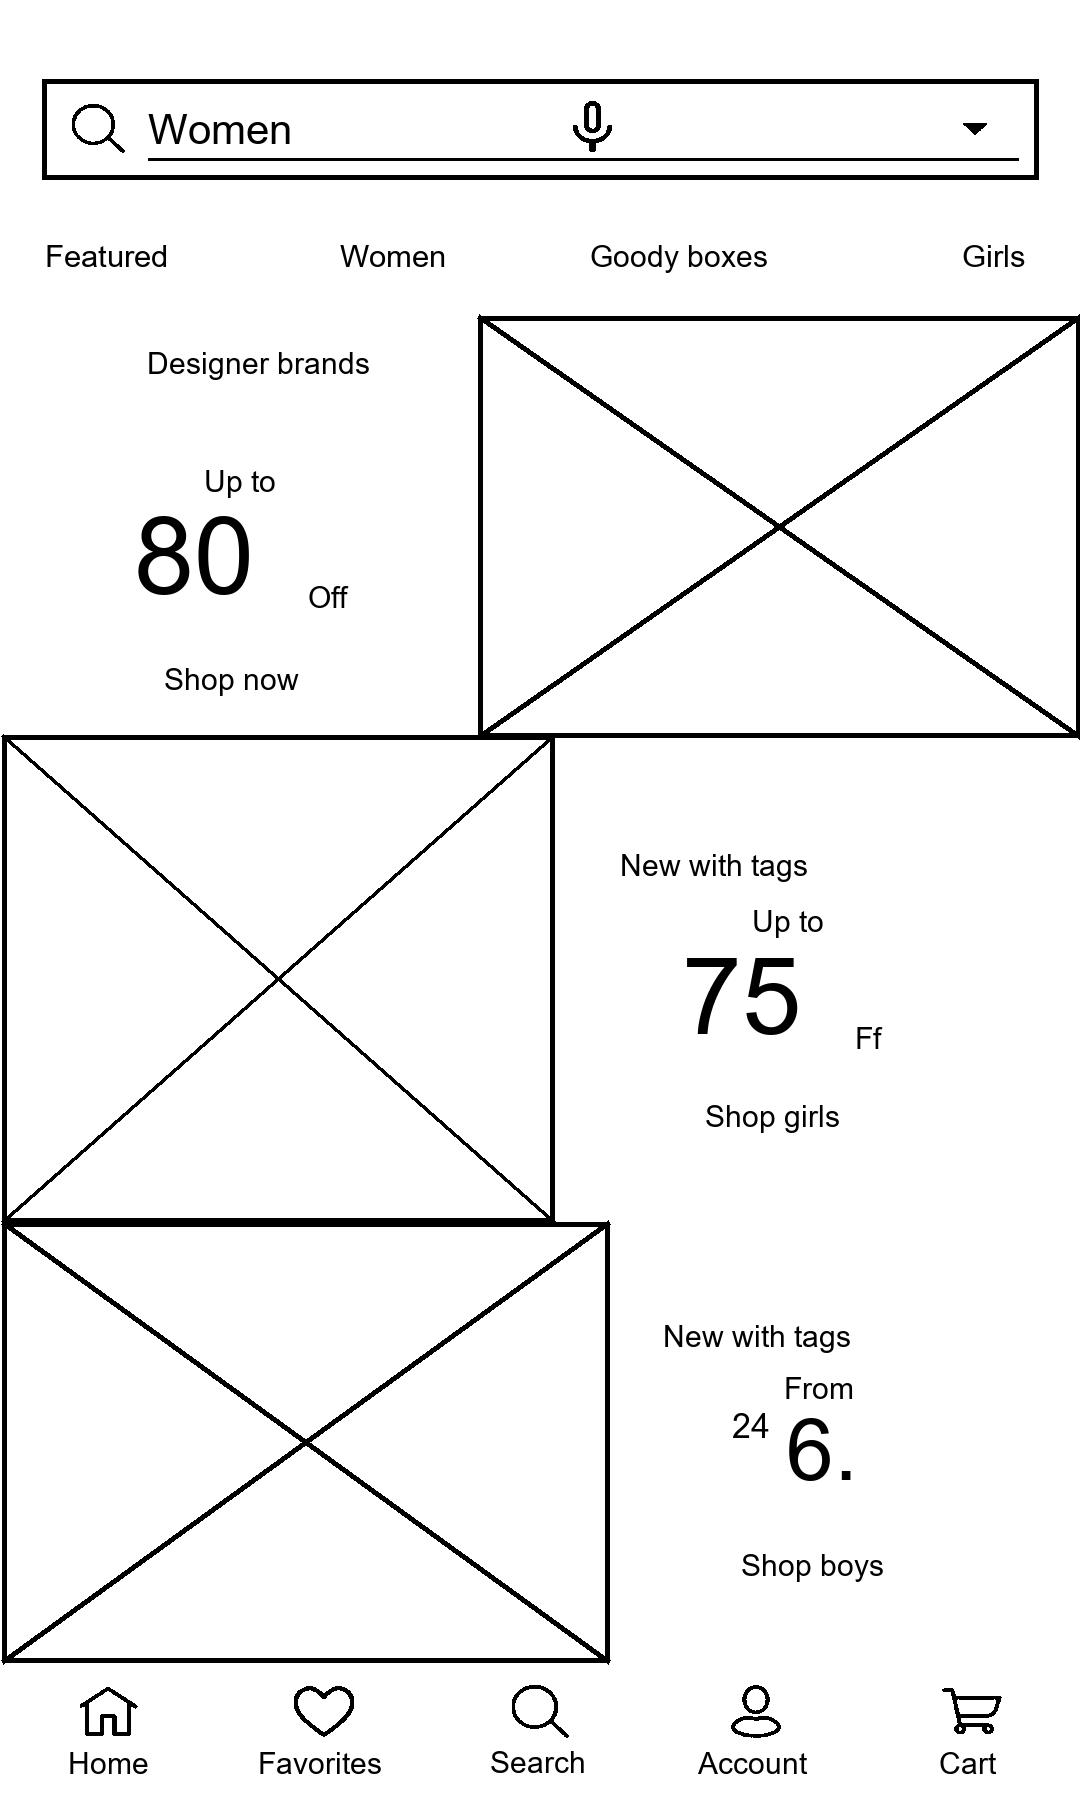 Women
Featured Women Goody boxes Girls
Designer brands
Up to
80
Off
Shop now
New with tags
Up to
75
Ff
Shop girls
New with tags
From
24 6.
Shop boys
Home Favorites Search Account Cart